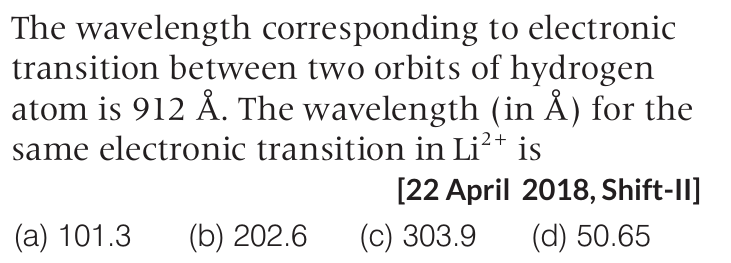 The wavelength corresponding to electronic
transition between two orbits of hydrogen
atom is 912 Å. The wavelength (in Å) for the
same electronic transition in Li²⁺ is
[22 April 2018, Shift-II]
(a) 101.3 (b) 202.6 (c) 303.9 (d) 50.65